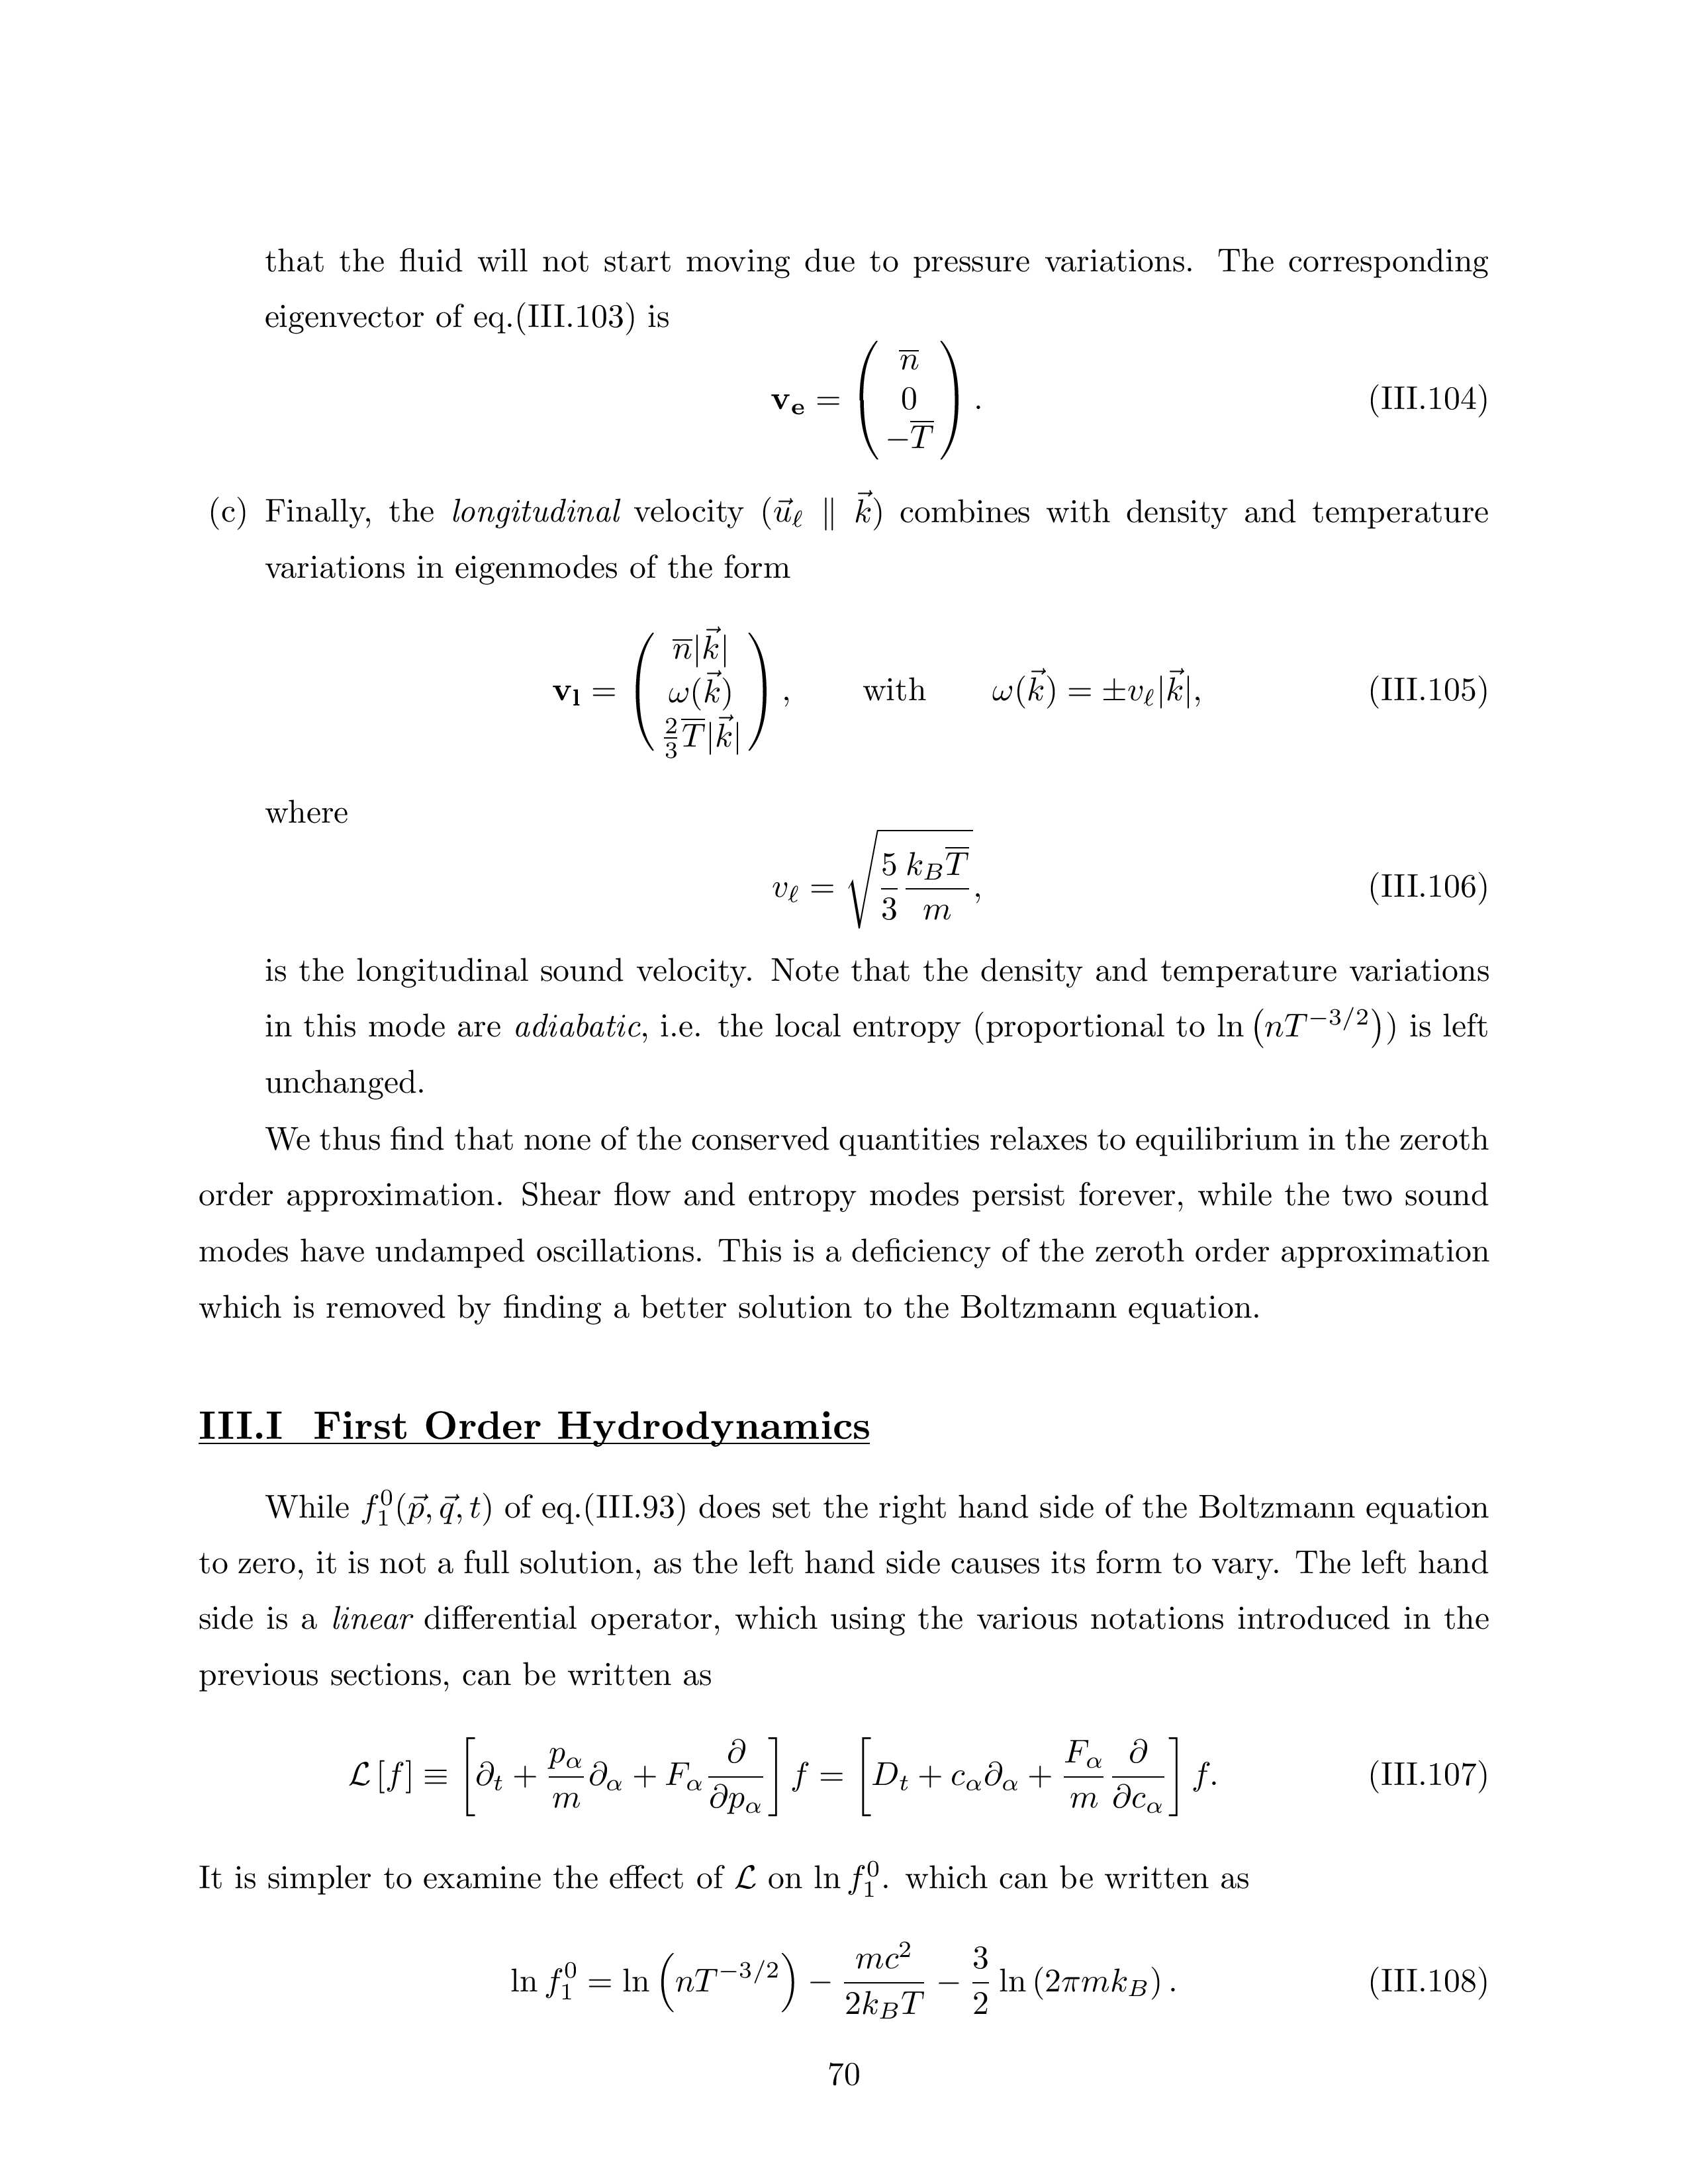 that the fluid will not start moving due to pressure variations. The corresponding
eigenvector of eq.(III.103) is
$$\mathbf{v_e} = \begin{pmatrix} \overline{n} \\ 0 \\ -\overline{T} \end{pmatrix}.$$ (III.104)
(c) Finally, the longitudinal velocity ($\vec{u}_\ell \parallel \vec{k}$) combines with density and temperature
variations in eigenmodes of the form
$$\mathbf{v_l} = \begin{pmatrix} \overline{n}|\vec{k}| \\ \omega(\vec{k}) \\ \frac{2}{3}\overline{T}|\vec{k}| \end{pmatrix}, \quad \text{with} \quad \omega(\vec{k}) = \pm v_\ell|\vec{k}|,$$ (III.105)
where
$$v_\ell = \sqrt{\frac{5}{3}\frac{k_B\overline{T}}{m}},$$ (III.106)
is the longitudinal sound velocity. Note that the density and temperature variations
in this mode are adiabatic, i.e. the local entropy (proportional to $\ln\left(nT^{-3/2}\right)$) is left
unchanged.
We thus find that none of the conserved quantities relaxes to equilibrium in the zeroth
order approximation. Shear flow and entropy modes persist forever, while the two sound
modes have undamped oscillations. This is a deficiency of the zeroth order approximation
which is removed by finding a better solution to the Boltzmann equation.
III.I First Order Hydrodynamics
While $f_1^0(\vec{p}, \vec{q}, t)$ of eq.(III.93) does set the right hand side of the Boltzmann equation
to zero, it is not a full solution, as the left hand side causes its form to vary. The left hand
side is a linear differential operator, which using the various notations introduced in the
previous sections, can be written as
$$\mathcal{L}[f] \equiv \left[\partial_t + \frac{p_\alpha}{m}\partial_\alpha + F_\alpha\frac{\partial}{\partial p_\alpha}\right] f = \left[D_t + c_\alpha\partial_\alpha + \frac{F_\alpha}{m}\frac{\partial}{\partial c_\alpha}\right] f.$$ (III.107)
It is simpler to examine the effect of $\mathcal{L}$ on $\ln f_1^0$. which can be written as
$$\ln f_1^0 = \ln\left(nT^{-3/2}\right) - \frac{mc^2}{2k_BT} - \frac{3}{2}\ln(2\pi mk_B).$$ (III.108)
70